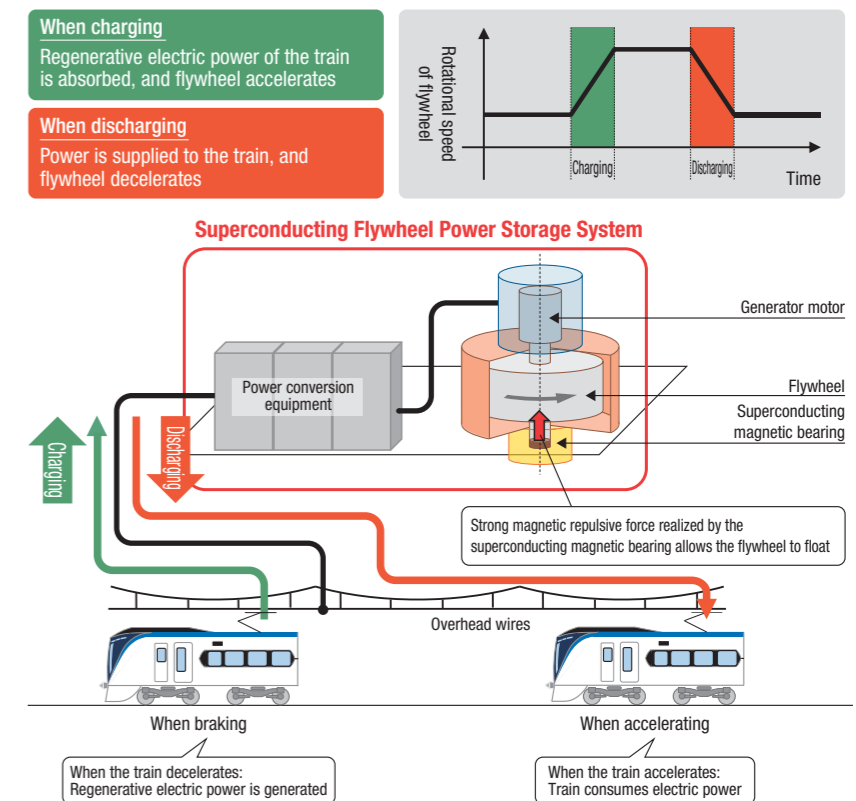 When charging
Regenerative electric power of the train
is absorbed, and flywheel accelerates
When discharging
Power is supplied to the train, and
flywheel decelerates
Rotational speed
of flywheel
Charging
Discharging
Time
Superconducting Flywheel Power Storage System
Generator motor
Power conversion
equipment
Flywheel
Superconducting
magnetic bearing
Charging
Discharging
Strong magnetic repulsive force realized by the
superconducting magnetic bearing allows the flywheel to float
Overhead wires
When braking
When accelerating
When the train decelerates:
Regenerative electric power is generated
When the train accelerates:
Train consumes electric power